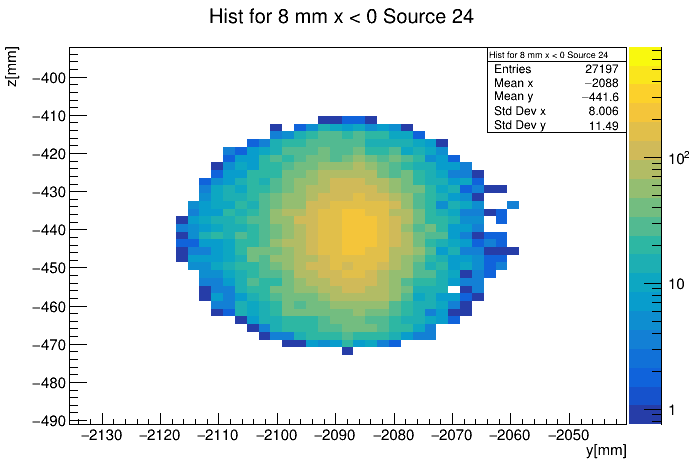 Hist for 8 mm x < 0 Source 24
z[mm]
Hist for 8 mm x < 0 Source 24
Entries 27197
Mean x −2088
Mean y −441.6
Std Dev x 8.006
Std Dev y 11.49
−400
−410
−420
−430
−440
−450
−460
−470
−480
−490
10²
10
1
−2130 −2120 −2110 −2100 −2090 −2080 −2070 −2060 −2050
y[mm]